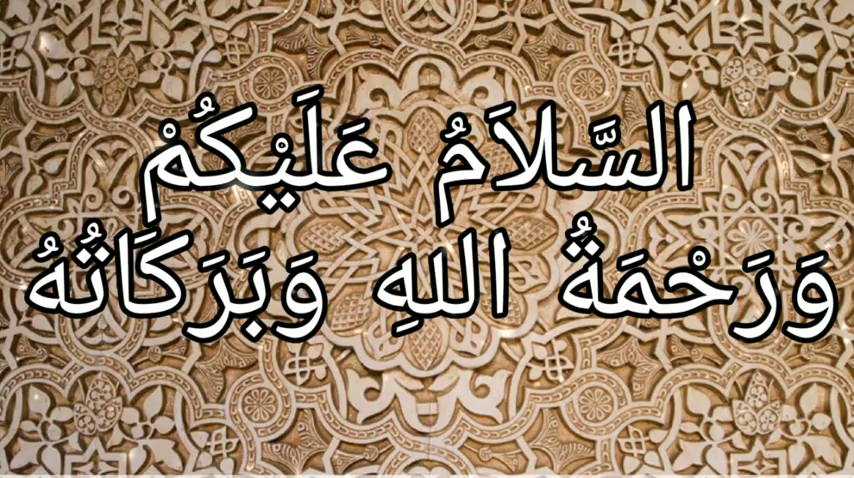 السَّلاَمُ عَلَيْكُمْ
وَرَحْمَةُ اللهِ وَبَرَكَاتُهُ